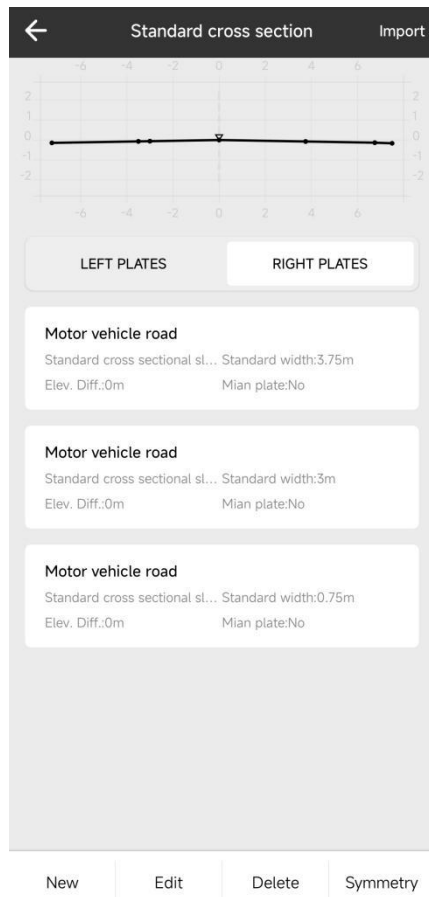 Standard cross section Import
-6 -4 -2 0 2 4 6
2 2
1 1
0 0
-1 -1
-2 -2
-6 -4 -2 0 2 4 6
LEFT PLATES RIGHT PLATES
Motor vehicle road
Standard cross sectional sl... Standard width:3.75m
Elev. Diff.:0m Mian plate:No
Motor vehicle road
Standard cross sectional sl... Standard width:3m
Elev. Diff.:0m Mian plate:No
Motor vehicle road
Standard cross sectional sl... Standard width:0.75m
Elev. Diff.:0m Mian plate:No
New Edit Delete Symmetry